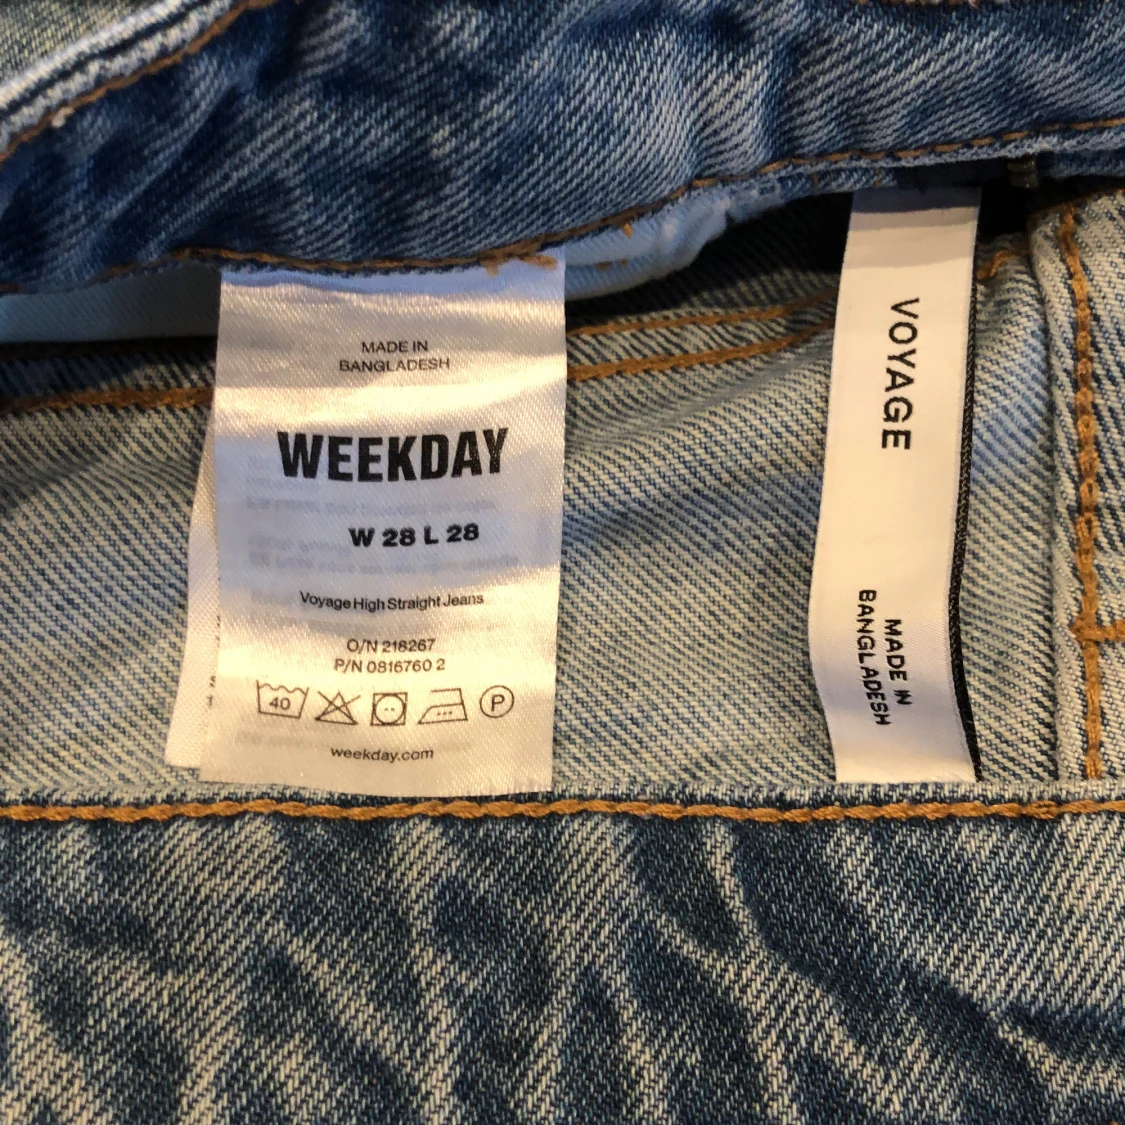 MADE IN
BANGLADESH
WEEKDAY
W 28 L 28
Voyage High Straight Jeans
O/N 218267
P/N 0816760 2
40
P
weekday.com
VOYAGE
MADE IN
BANGLADESH